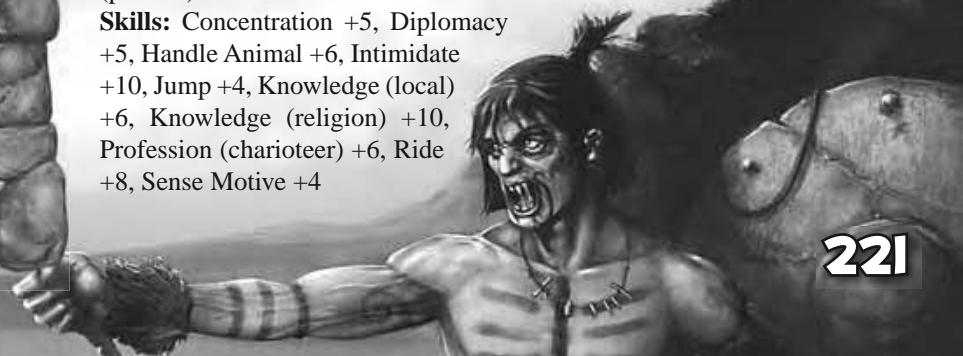 Skills: Concentration +5, Diplomacy
+5, Handle Animal +6, Intimidate
+10, Jump +4, Knowledge (local)
+6, Knowledge (religion) +10,
Profession (charioteer) +6, Ride
+8, Sense Motive +4
221